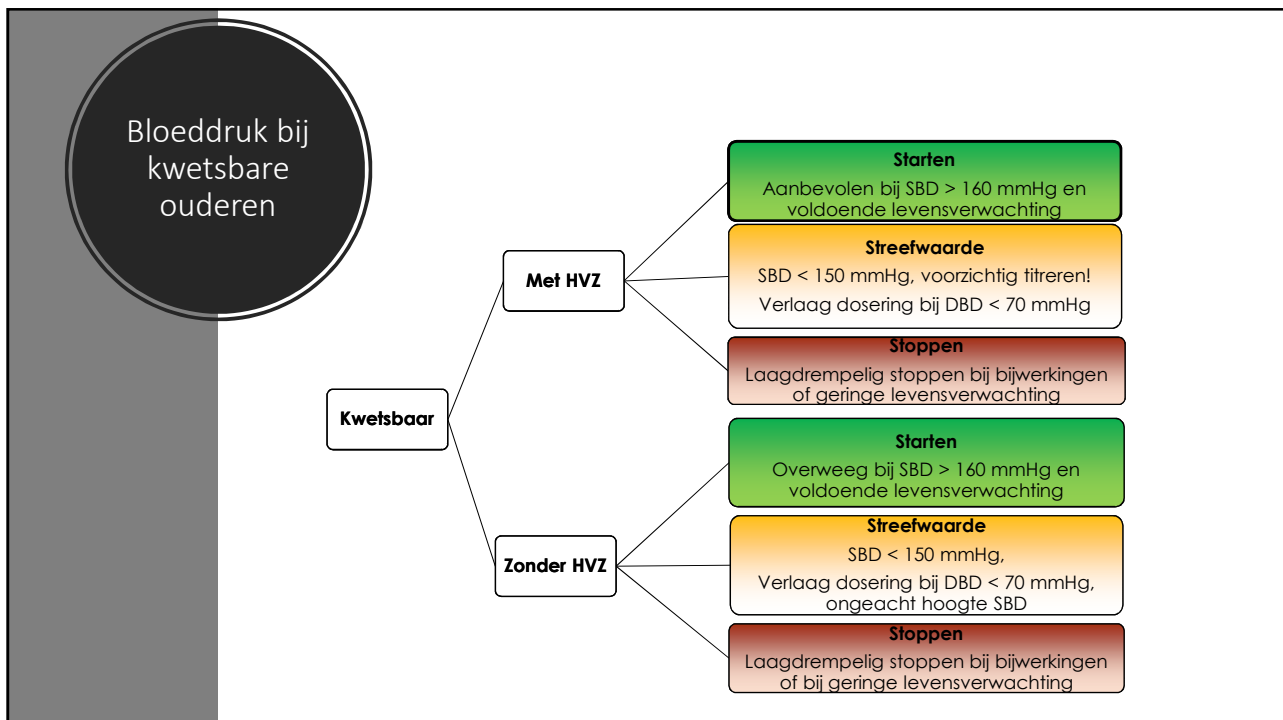 Bloeddruk bij
kwetsbare
ouderen
Kwetsbaar
Met HVZ
Starten
Aanbevolen bij SBD > 160 mmHg en
voldoende levensverwachting
Streefwaarde
SBD < 150 mmHg, voorzichtig titreren!
Verlaag dosering bij DBD < 70 mmHg
Stoppen
Laagdrempelig stoppen bij bijwerkingen
of geringe levensverwachting
Zonder HVZ
Starten
Overweeg bij SBD > 160 mmHg en
voldoende levensverwachting
Streefwaarde
SBD < 150 mmHg,
Verlaag dosering bij DBD < 70 mmHg,
ongeacht hoogte SBD
Stoppen
Laagdrempelig stoppen bij bijwerkingen
of bij geringe levensverwachting